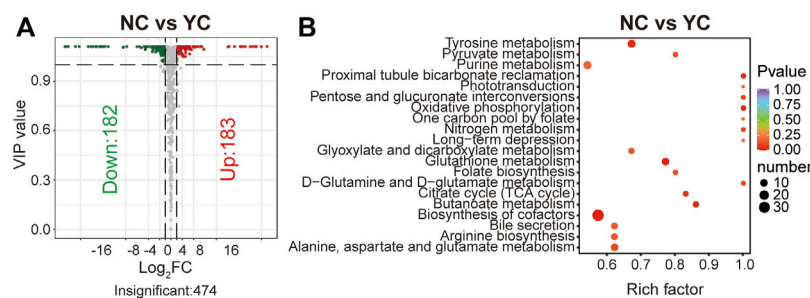 A
NC vs YC
VIP value
0.9
0.6
0.3
0.0
Down:182
Up:183
-16 -8 -4 0 4 8 16
Log2FC
Insignificant:474
B
NC vs YC
Tyrosine metabolism
Pyruvate metabolism
Purine metabolism
Proximal tubule bicarbonate reclamation
Phototransduction
Pentose and glucuronate interconversions
Oxidative phosphorylation
One carbon pool by folate
Nitrogen metabolism
Long−term depression
Glyoxylate and dicarboxylate metabolism
Glutathione metabolism
Folate biosynthesis
D−Glutamine and D−glutamate metabolism
Citrate cycle (TCA cycle)
Butanoate metabolism
Biosynthesis of cofactors
Bile secretion
Arginine biosynthesis
Alanine, aspartate and glutamate metabolism
0.6 0.7 0.8 0.9 1.0
Rich factor
Pvalue
1.00
0.75
0.50
0.25
0.00
number
10
20
30